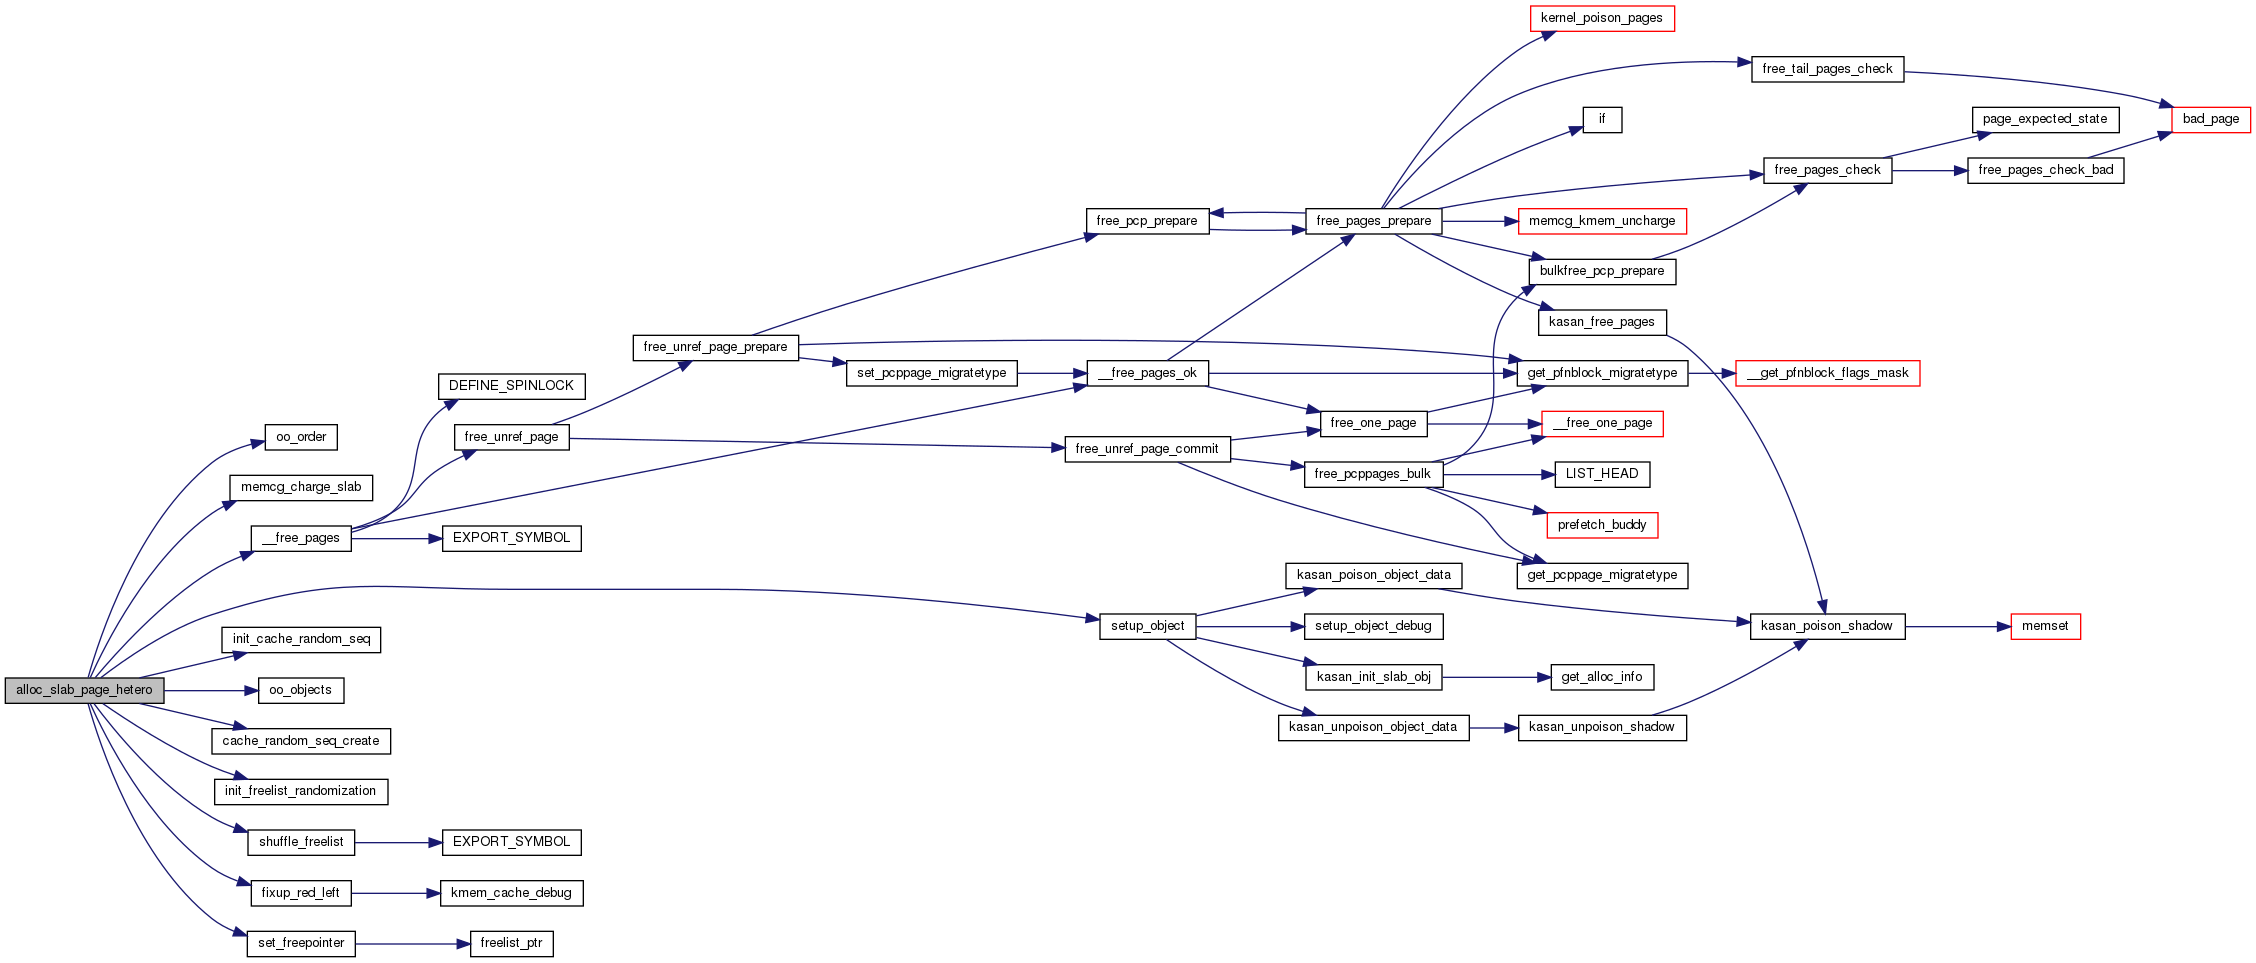 kernel_poison_pages
free_tail_pages_check
if
page_expected_state
bad_page
free_pages_check
free_pages_check_bad
free_pcp_prepare
free_pages_prepare
memcg_kmem_uncharge
bulkfree_pcp_prepare
kasan_free_pages
free_unref_page_prepare
set_pcppage_migratetype
__free_pages_ok
get_pfnblock_migratetype
__get_pfnblock_flags_mask
DEFINE_SPINLOCK
oo_order
free_unref_page
free_unref_page_commit
free_one_page
__free_one_page
memcg_charge_slab
free_pcppages_bulk
LIST_HEAD
__free_pages
EXPORT_SYMBOL
prefetch_buddy
kasan_poison_object_data
get_pcppage_migratetype
init_cache_random_seq
setup_object
setup_object_debug
kasan_poison_shadow
memset
alloc_slab_page_hetero
oo_objects
kasan_init_slab_obj
get_alloc_info
cache_random_seq_create
kasan_unpoison_object_data
kasan_unpoison_shadow
init_freelist_randomization
shuffle_freelist
EXPORT_SYMBOL
fixup_red_left
kmem_cache_debug
set_freepointer
freelist_ptr